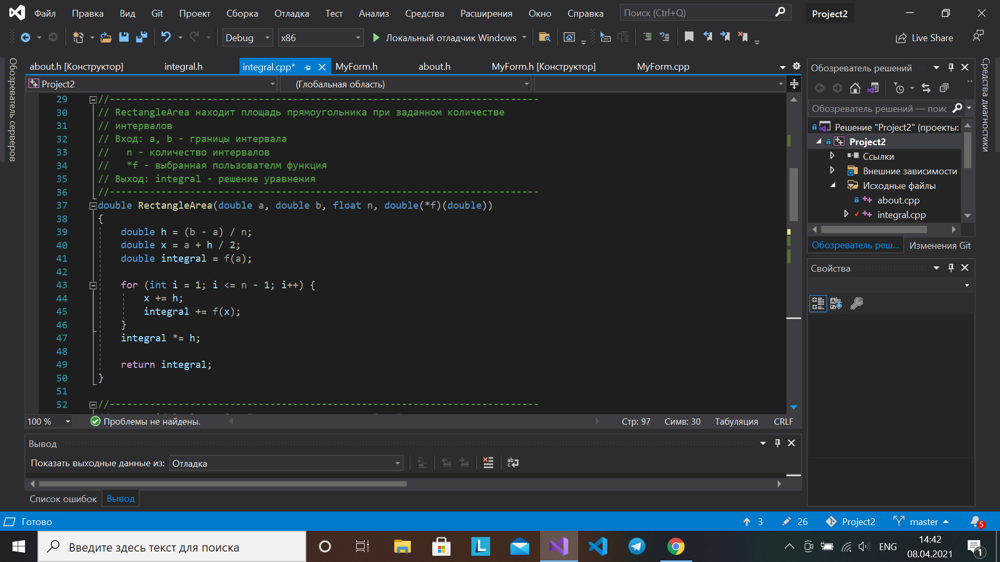 Файл Правка Вид Git Проект Сборка Отладка Тест Анализ Средства Расширения Окно Справка Поиск (Ctrl+Q) Project2
Debug x86 Локальный отладчик Windows Live Share
Обозреватель серверов
about.h [Конструктор] integral.h integral.cpp* MyForm.h about.h MyForm.h [Конструктор] MyForm.cpp
Project2 (Глобальная область)
29 //---------------------------------------------------------------------------
30 // RectangleArea находит площадь прямоугольника при заданном количестве
31 // интервалов
32 // Вход: a, b - границы интервала
33 //   n - количество интервалов
34 //   *f - выбранная пользователм функция
35 // Выход: integral - решение уравнения
36 //---------------------------------------------------------------------------
37 double RectangleArea(double a, double b, float n, double(*f)(double))
38 {
39     double h = (b - a) / n;
40     double x = a + h / 2;
41     double integral = f(a);
42
43     for (int i = 1; i <= n - 1; i++) {
44         x += h;
45         integral += f(x);
46     }
47     integral *= h;
48
49     return integral;
50 }
51
52 //---------------------------------------------------------------------------
100 % Проблемы не найдены. Стр: 97 Симв: 30 Табуляция CRLF
Вывод
Показать выходные данные из: Отладка
Список ошибок Вывод
Обозреватель решений
Обозреватель решений — поис
Решение "Project2" (проекты:
Project2
Ссылки
Внешние зависимости
Исходные файлы
about.cpp
integral.cpp
Обозреватель реш... Изменения Git
Свойства
Средства диагностики
Готово 3 26 Project2 master 5
Введите здесь текст для поиска
L
ENG 14:42
08.04.2021
1